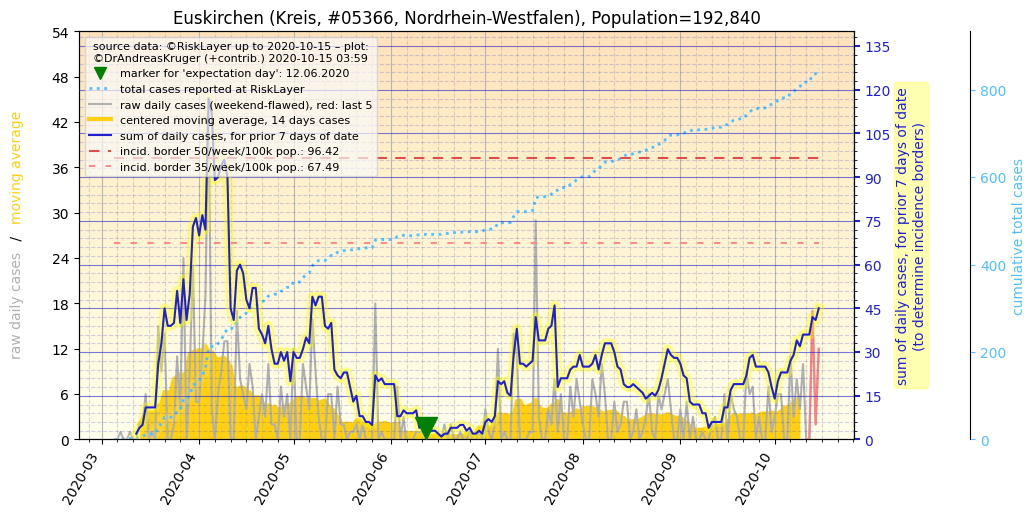 Euskirchen (Kreis, #05366, Nordrhein-Westfalen), Population=192,840
source data: ©RiskLayer up to 2020-10-15 – plot:
©DrAndreasKruger (+contrib.) 2020-10-15 03:59
marker for 'expectation day': 12.06.2020
total cases reported at RiskLayer
raw daily cases (weekend-flawed), red: last 5
centered moving average, 14 days cases
sum of daily cases, for prior 7 days of date
incid. border 50/week/100k pop.: 96.42
incid. border 35/week/100k pop.: 67.49
raw daily cases / moving average
54
48
42
36
30
24
18
12
6
0
2020-03
2020-04
2020-05
2020-06
2020-07
2020-08
2020-09
2020-10
135
120
105
90
75
60
45
30
15
0
sum of daily cases, for prior 7 days of date
(to determine incidence borders)
800
600
400
200
0
cumulative total cases